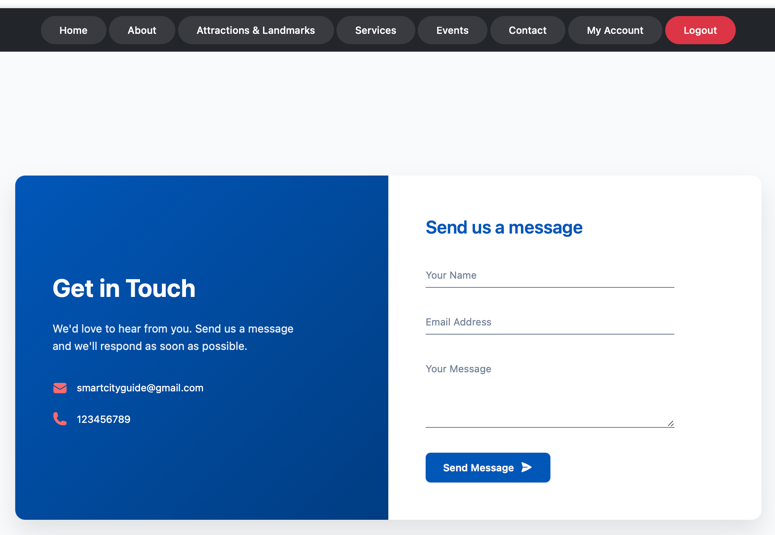 Home
About
Attractions & Landmarks
Services
Events
Contact
My Account
Logout
Get in Touch
We'd love to hear from you. Send us a message
and we'll respond as soon as possible.
smartcityguide@gmail.com
123456789
Send us a message
Your Name
Email Address
Your Message
Send Message